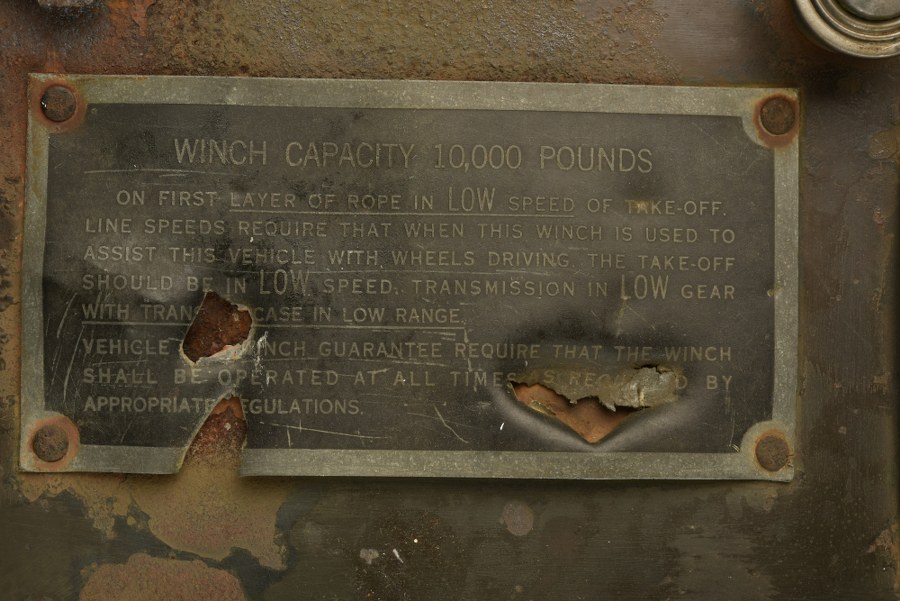 WINCH CAPACITY 10,000 POUNDS
ON FIRST LAYER OF ROPE IN LOW SPEED OF TAKE-OFF.
LINE SPEEDS REQUIRE THAT WHEN THIS WINCH IS USED TO
ASSIST THIS VEHICLE WITH WHEELS DRIVING, THE TAKE-OFF
SHOULD BE IN LOW SPEED, TRANSMISSION IN LOW GEAR
WITH CASE IN LOW RANGE.
VEHICLE GUARANTEE REQUIRE THAT THE WINCH
SHALL BE OPERATED AT ALL TIMES AS BY
APPROPRIATE